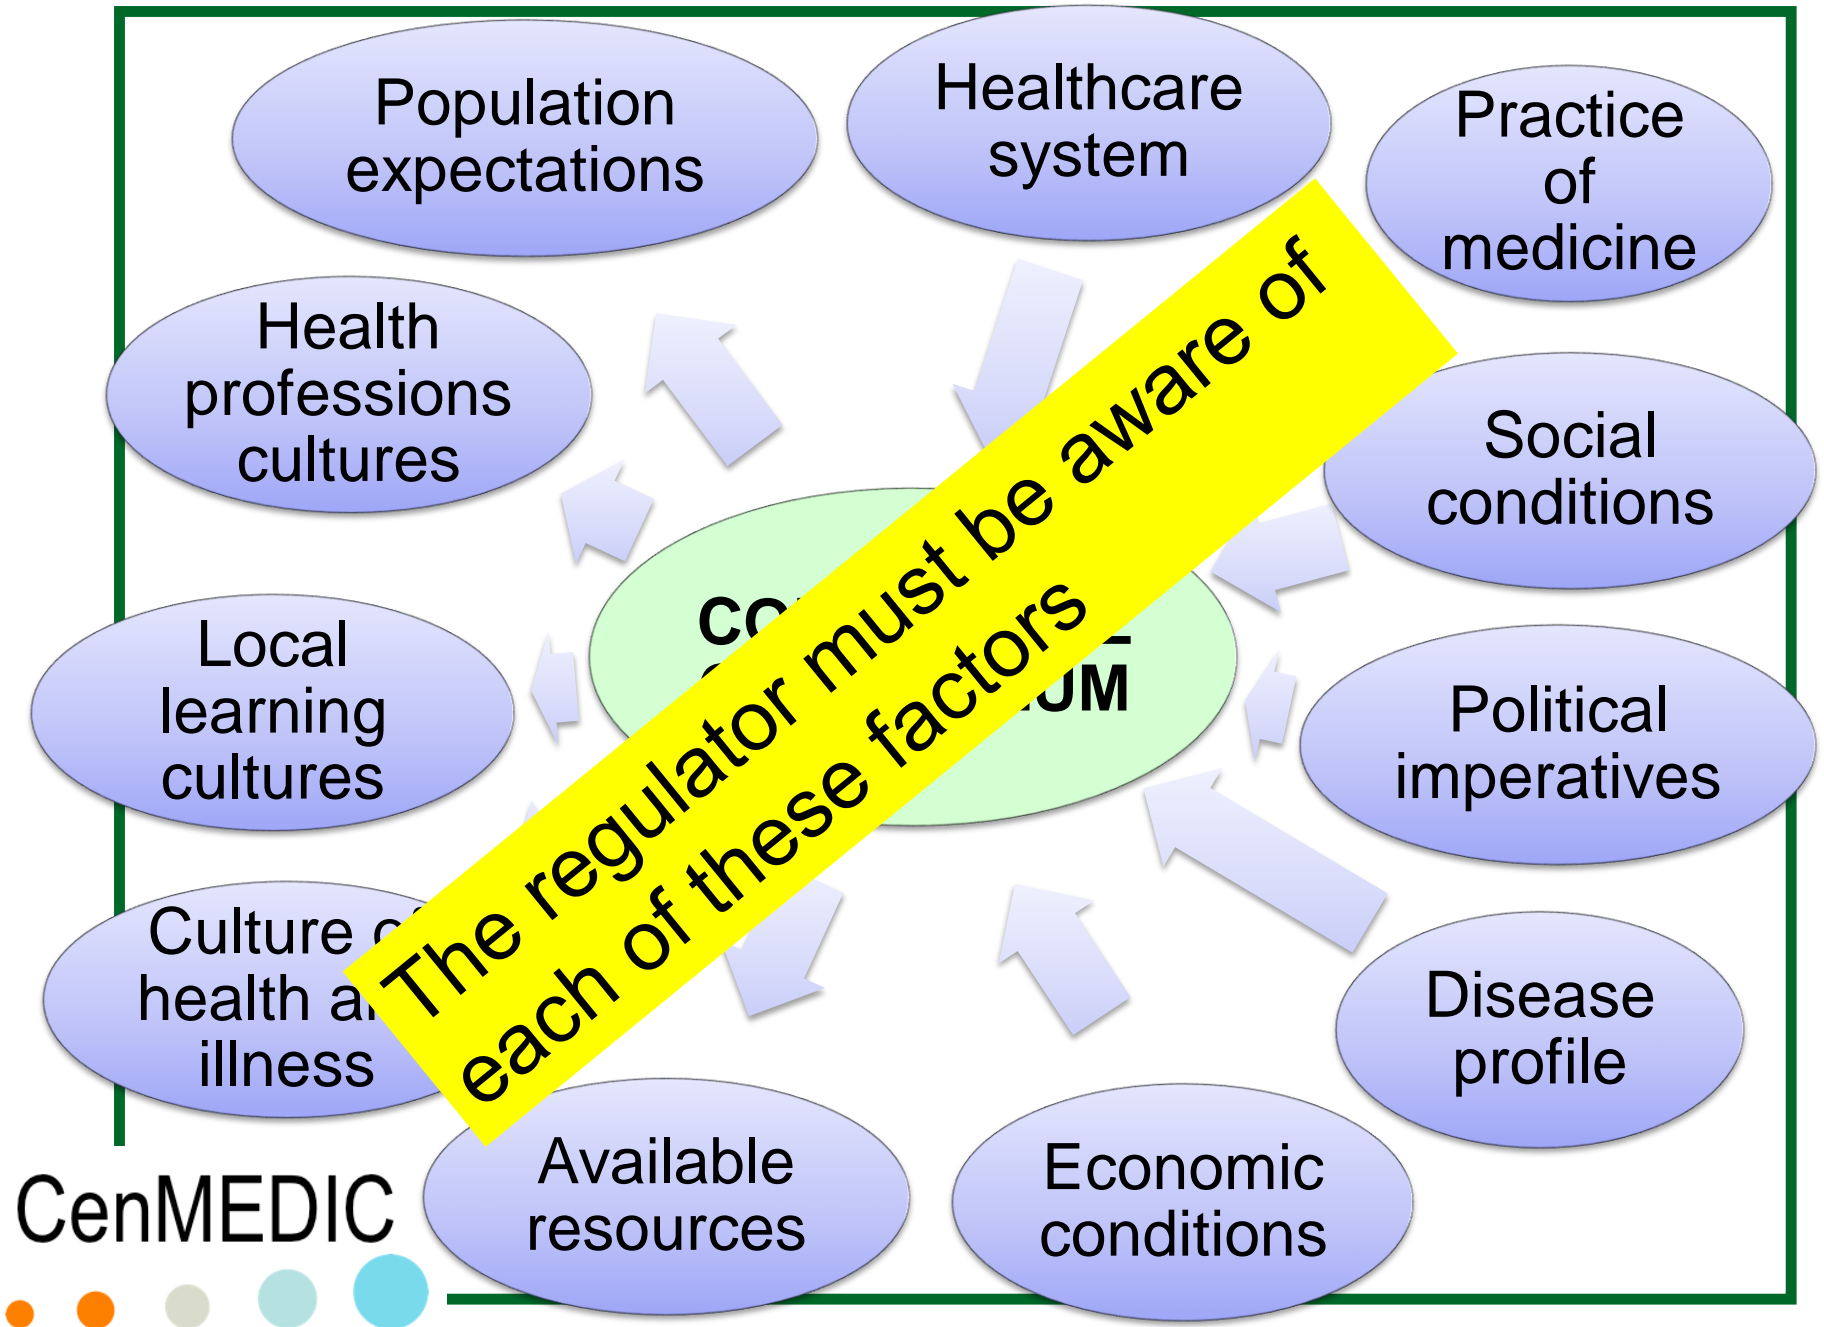 Population
expectations
Healthcare
system
Practice
of
medicine
Health
professions
cultures
Social
conditions
Local
learning
cultures
Political
imperatives
Culture
health
illness
Disease
profile
Available
resources
Economic
conditions
The regulator must be aware of
each of these factors
CenMEDIC